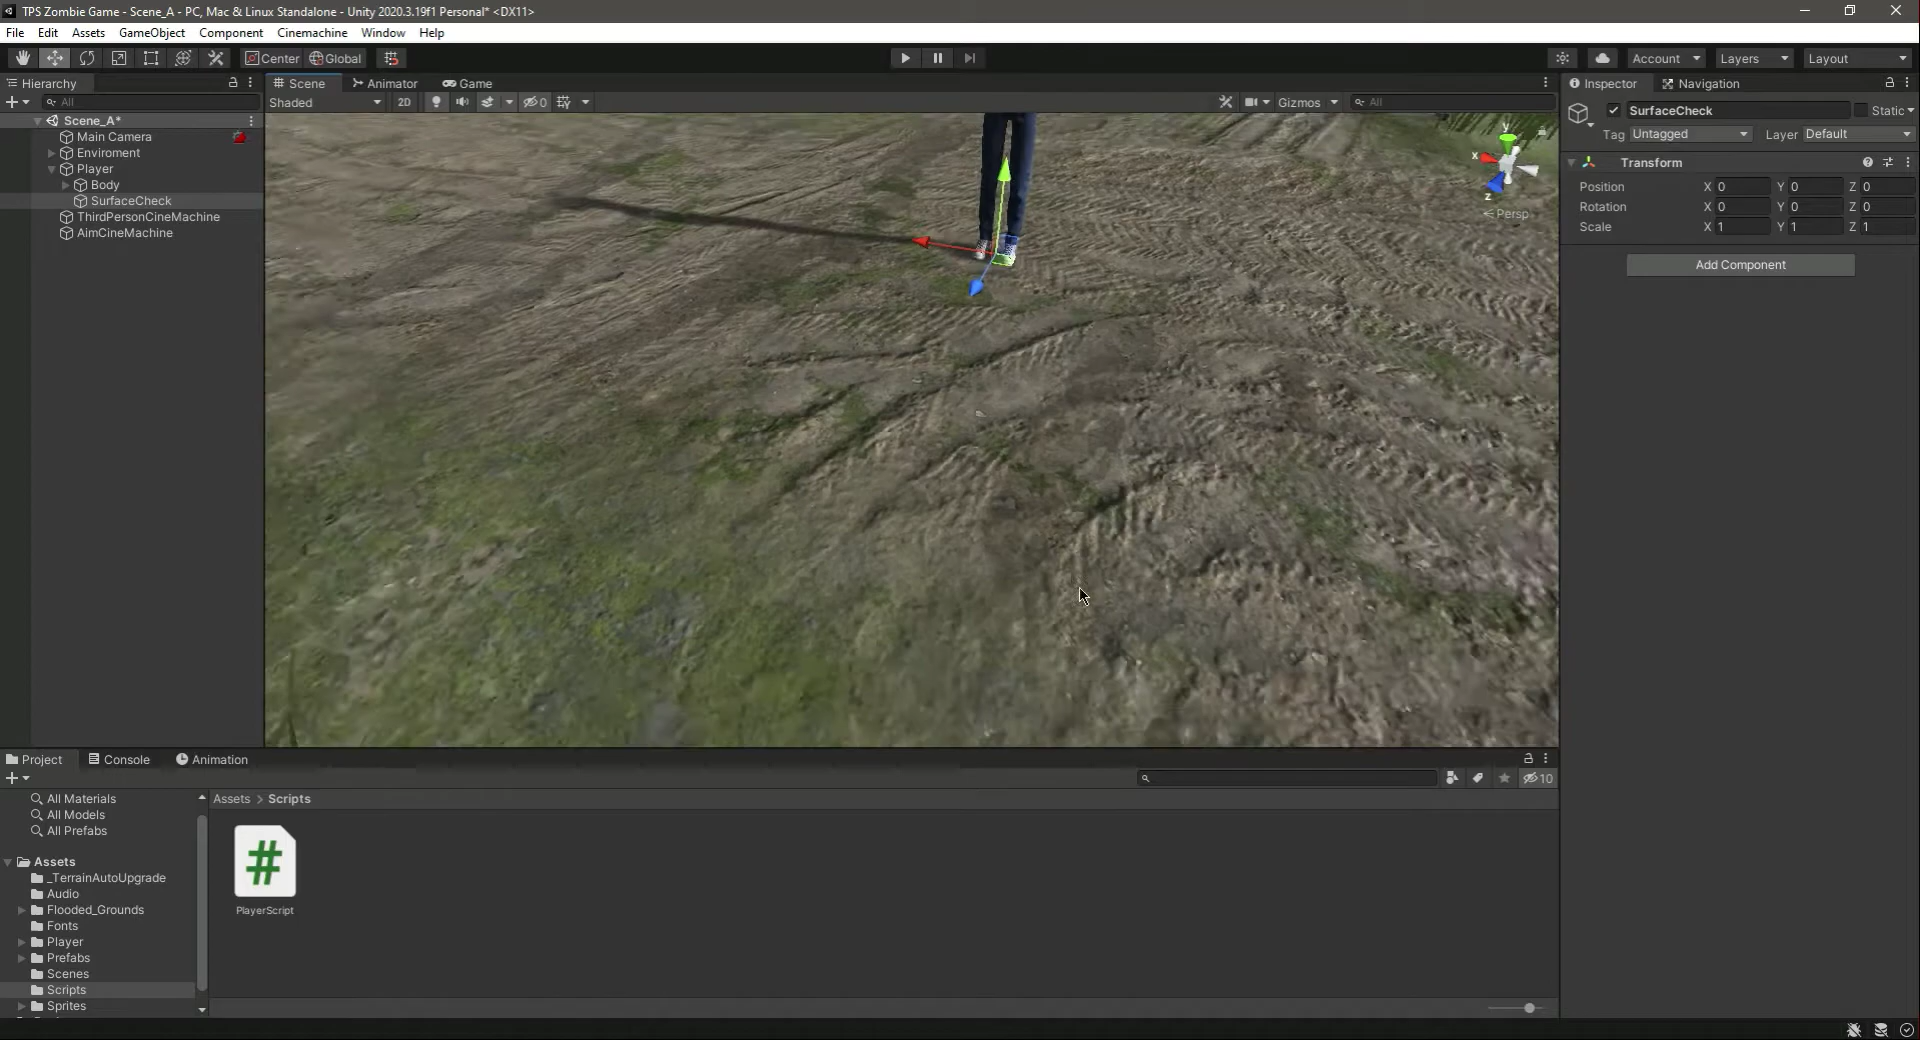 TPS Zombie Game - Scene_A - PC, Mac & Linux Standalone - Unity 2020.3.19f1 Personal* <DX11>
File Edit Assets GameObject Component Cinemachine Window Help
Center Global Account Layers Layout
Hierarchy
All
Scene_A*
Main Camera
Enviroment
Player
Body
SurfaceCheck
ThirdPersonCineMachine
AimCineMachine
Scene Animator Game
Shaded 2D 0 Gizmos All
y
x
z
Persp
Inspector Navigation
SurfaceCheck Static
Tag Untagged Layer Default
Transform
Position X 0 Y 0 Z 0
Rotation X 0 Y 0 Z 0
Scale X 1 Y 1 Z 1
Add Component
Project Console Animation
10
All Materials
All Models
All Prefabs
Assets
_TerrainAutoUpgrade
Audio
Flooded_Grounds
Fonts
Player
Prefabs
Scenes
Scripts
Sprites
Assets > Scripts
#
PlayerScript